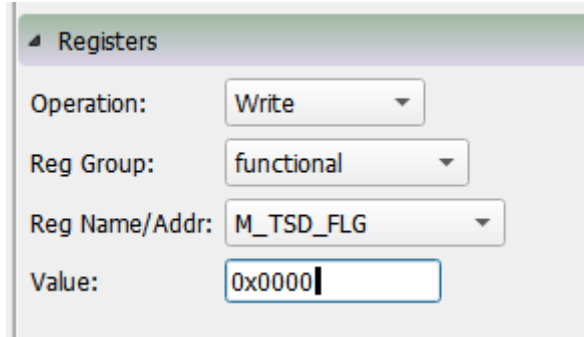 Registers
Operation: Write
Reg Group: functional
Reg Name/Addr: M_TSD_FLG
Value: 0x0000